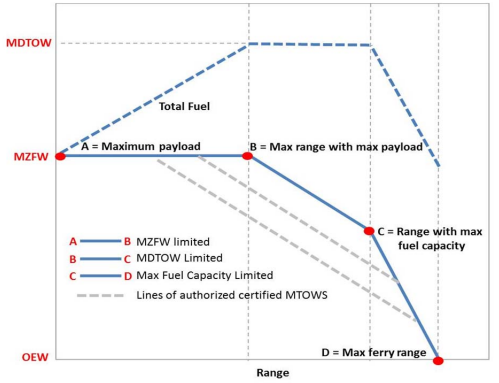 MDTOW
Total Fuel
A = Maximum payload
B = Max range with max payload
MZFW
C = Range with max
fuel capacity
A B MZFW limited
B C MDTOW Limited
C D Max Fuel Capacity Limited
Lines of authorized certified MTOWS
D = Max ferry range
OEW
Range